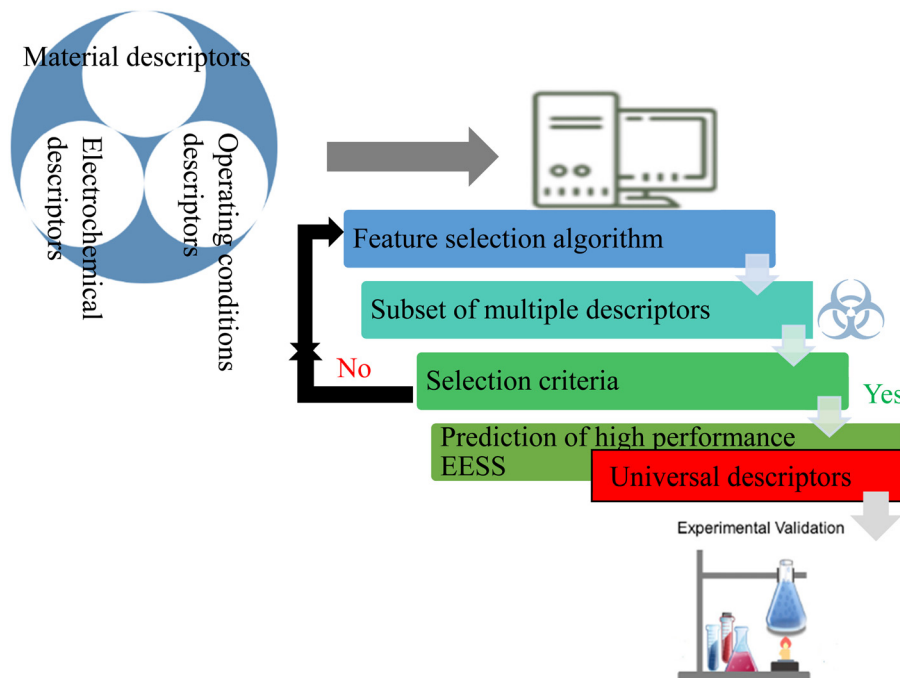 Material descriptors
Electrochemical
descriptors
Operating conditions
descriptors
Feature selection algorithm
Subset of multiple descriptors
No
Selection criteria
Yes
Prediction of high performance
EESS
Universal descriptors
Experimental Validation